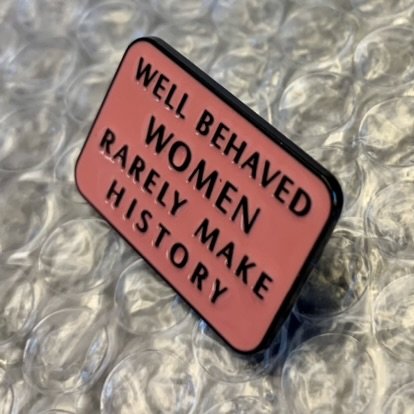 WELL BEHAVED
WOMEN
RARELY MAKE
HISTORY